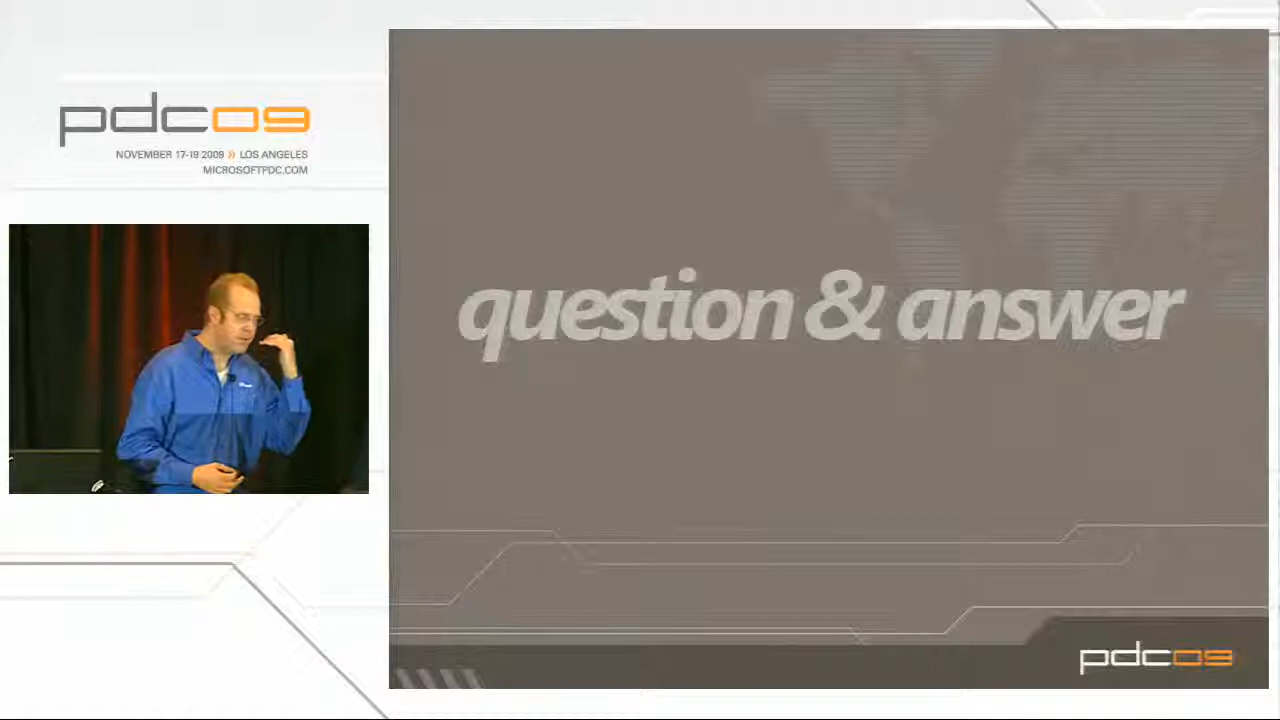 pdc09
NOVEMBER 17-19 2009 » LOS ANGELES
MICROSOFTPDC.COM
question & answer
pdc09